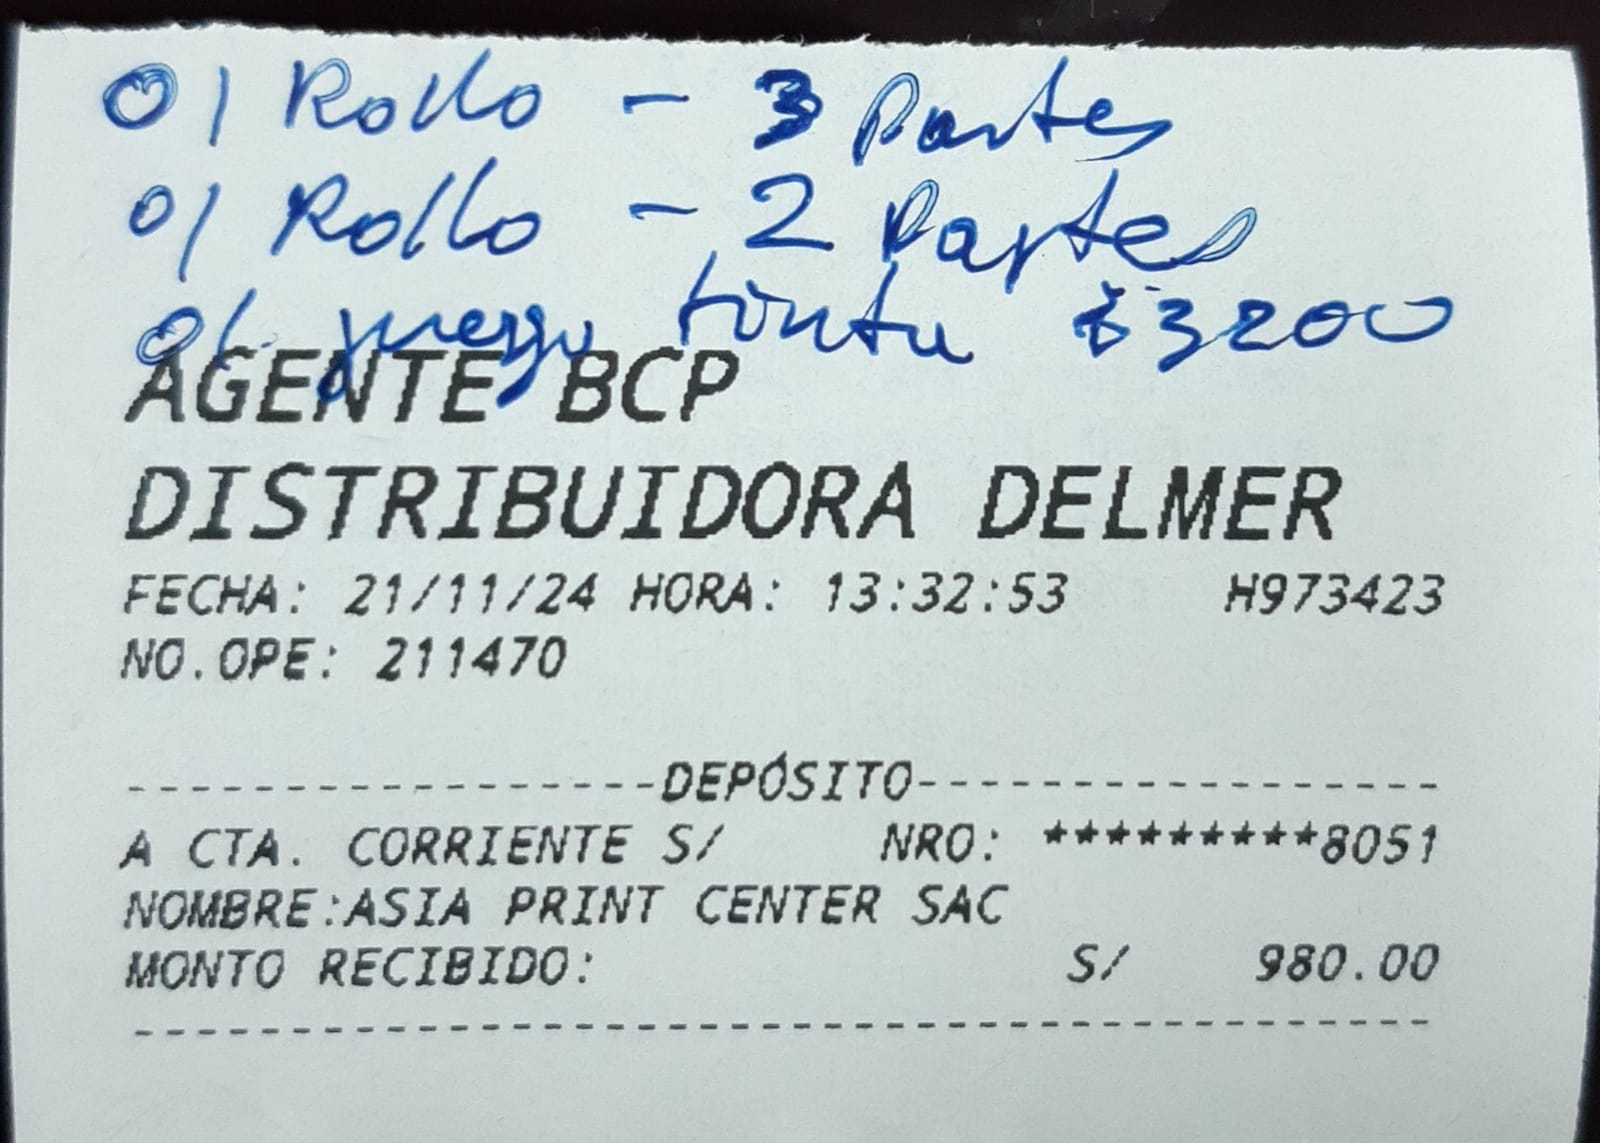 01 Rollo - 3 Partes
01 Rollo - 2 Partes
01 juego tinta 33200
AGENTE BCP
DISTRIBUIDORA DELMER
FECHA: 21/11/24 HORA: 13:32:53 H973423
NO.OPE: 211470
-----------------DEPÓSITO-----------------
A CTA. CORRIENTE S/ NRO: *********8051
NOMBRE:ASIA PRINT CENTER SAC
MONTO RECIBIDO: S/ 980.00
------------------------------------------